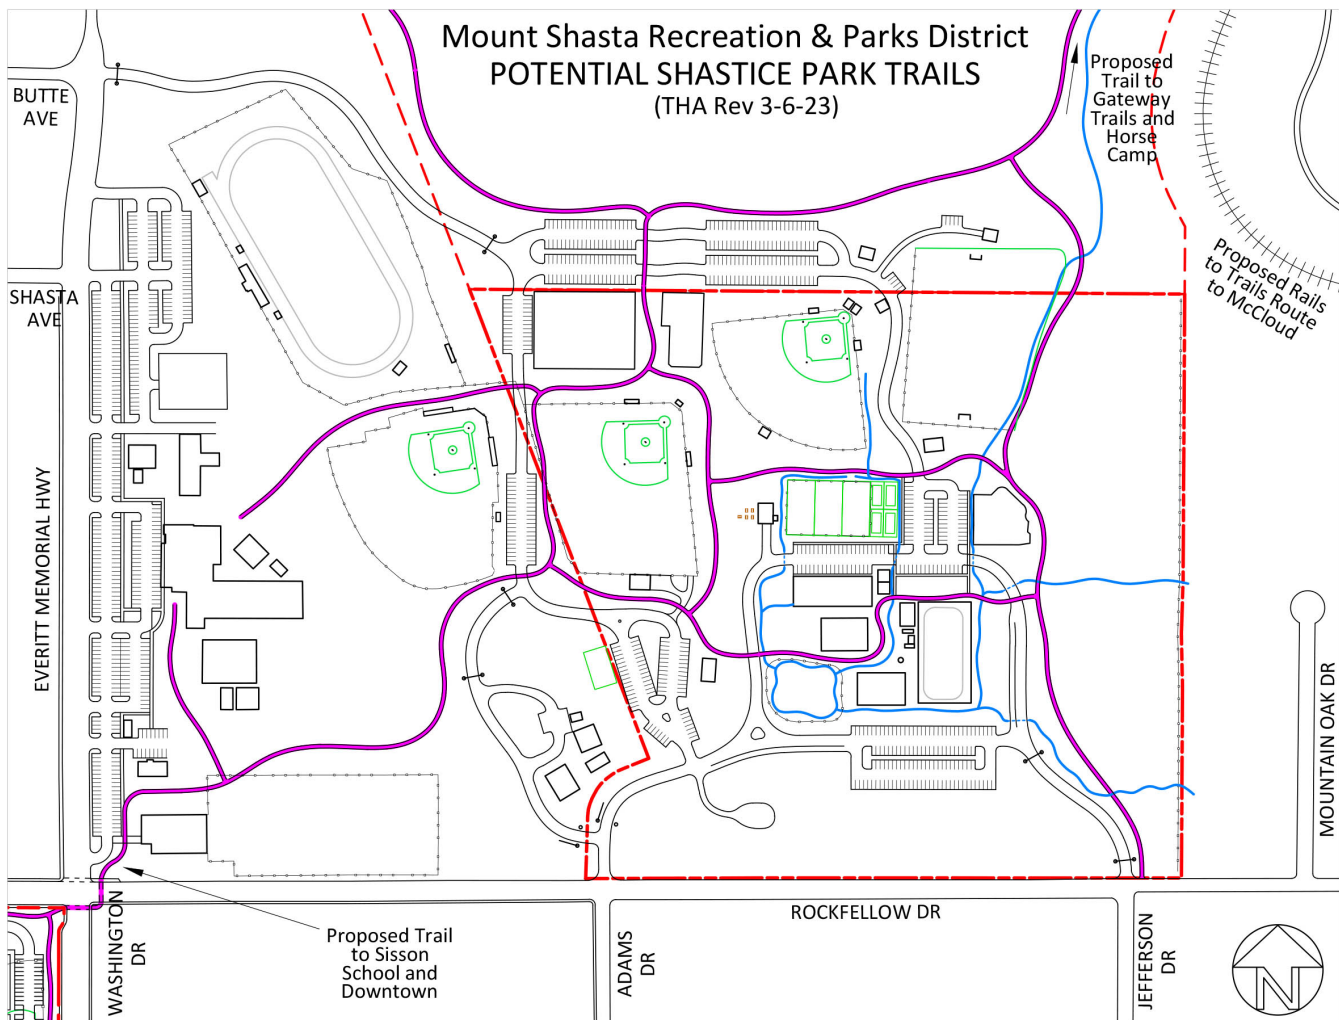 Mount Shasta Recreation & Parks District
POTENTIAL SHASTICE PARK TRAILS
(THA Rev 3-6-23)
BUTTE
AVE
Proposed
Trail to
Gateway
Trails and
Horse
Camp
SHASTA
AVE
Proposed Rails
to Trails Route
to McCloud
EVERITT MEMORIAL HWY
MOUNTAIN OAK DR
ROCKFELLOW DR
WASHINGTON
DR
Proposed Trail
to Sisson
School and
Downtown
ADAMS
DR
JEFFERSON
DR
N